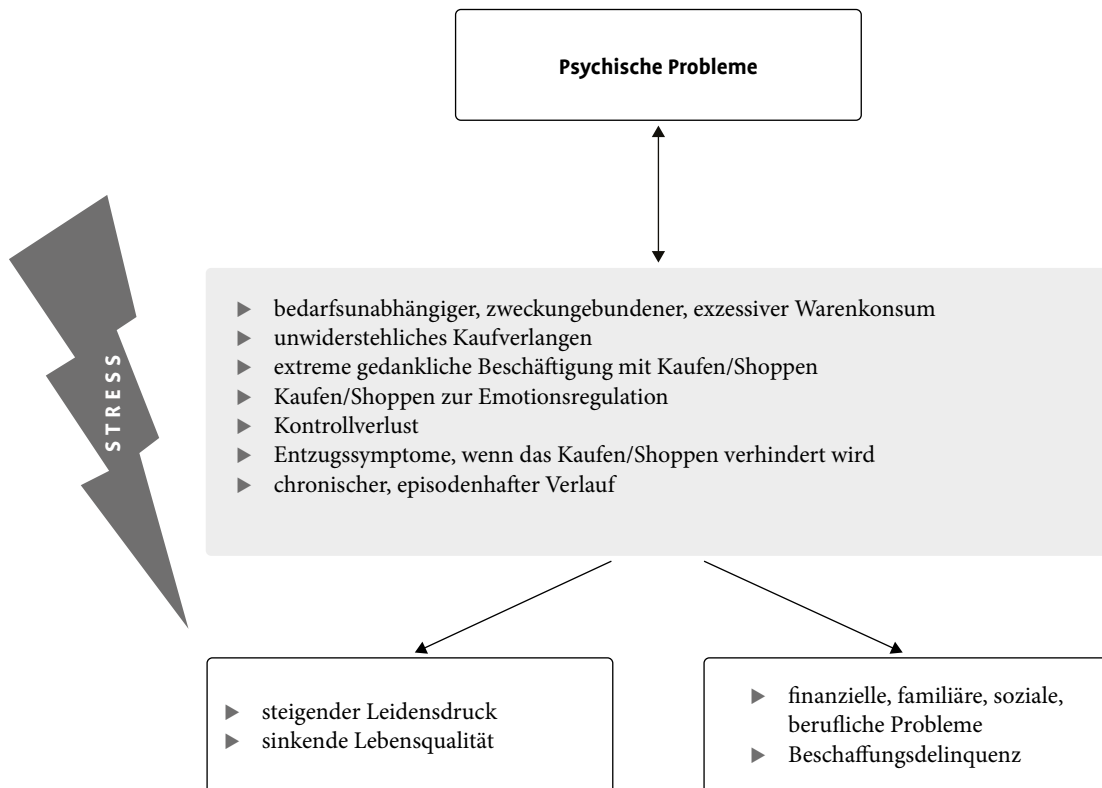 Psychische Probleme
STRESS
▶ bedarfsunabhängiger, zweckungebundener, exzessiver Warenkonsum
▶ unwiderstehliches Kaufverlangen
▶ extreme gedankliche Beschäftigung mit Kaufen/Shoppen
▶ Kaufen/Shoppen zur Emotionsregulation
▶ Kontrollverlust
▶ Entzugssymptome, wenn das Kaufen/Shoppen verhindert wird
▶ chronischer, episodenhafter Verlauf
▶ steigender Leidensdruck
▶ sinkende Lebensqualität
▶ finanzielle, familiäre, soziale,
berufliche Probleme
▶ Beschaffungsdelinquenz